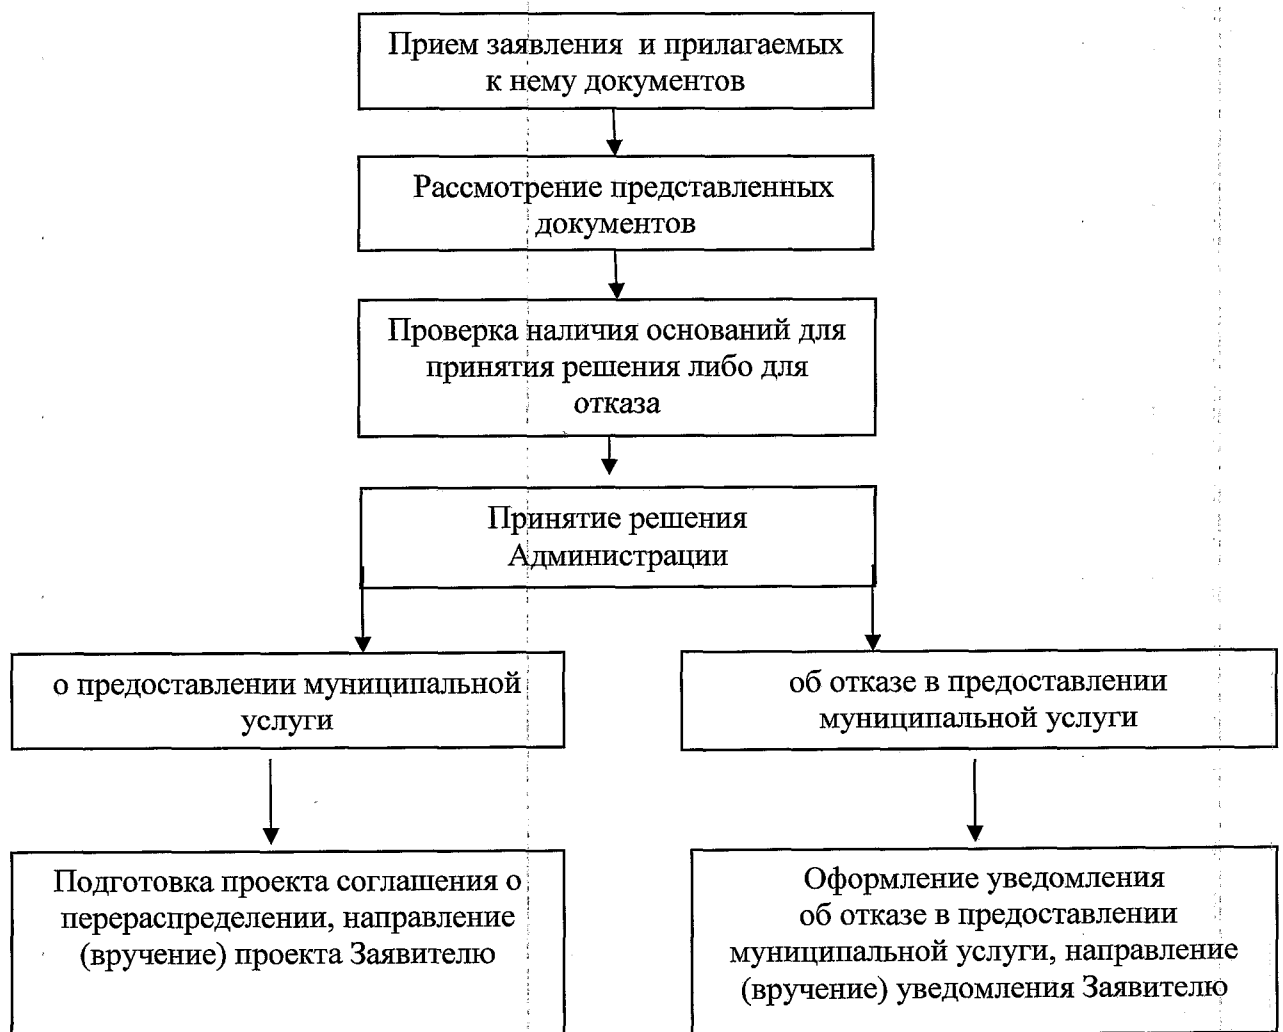 Прием заявления и прилагаемых
к нему документов
Рассмотрение представленных
документов
Проверка наличия оснований для
принятия решения либо для
отказа
Принятие решения
Администрации
о предоставлении муниципальной
услуги
об отказе в предоставлении
муниципальной услуги
Подготовка проекта соглашения о
перераспределении, направление
(вручение) проекта Заявителю
Оформление уведомления
об отказе в предоставлении
муниципальной услуги, направление
(вручение) уведомления Заявителю